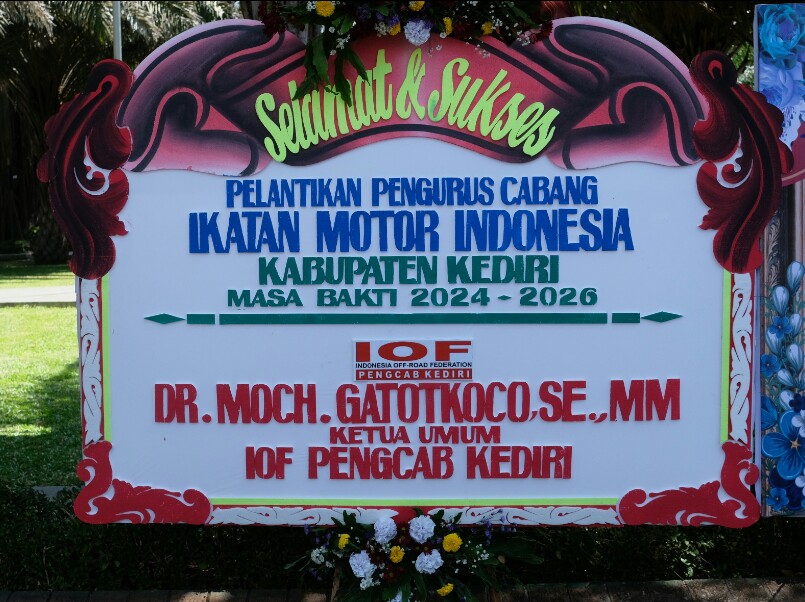 Selamat & Sukses
PELANTIKAN PENGURUS CABANG
IKATAN MOTOR INDONESIA
KABUPATEN KEDIRI
MASA BAKTI 2024 - 2026
IOF
INDONESIA OFF-ROAD FEDERATION
PENGCAB KEDIRI
DR. MOCH. GATOTKOCO, SE., MM
KETUA UMUM
IOF PENGCAB KEDIRI